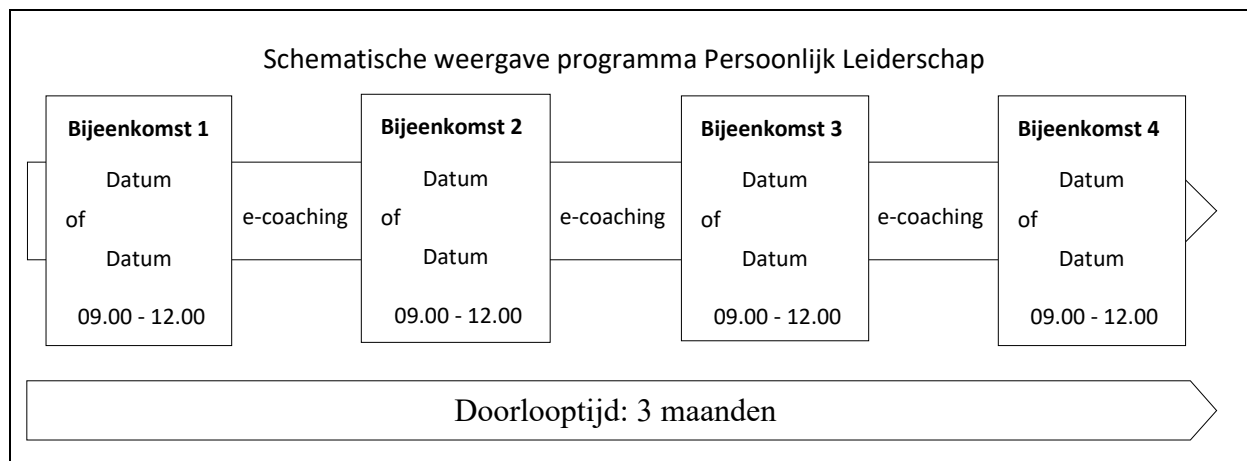 Schematische weergave programma Persoonlijk Leiderschap
Bijeenkomst 1
Datum
of
Datum
09.00 - 12.00
e-coaching
Bijeenkomst 2
Datum
of
Datum
09.00 - 12.00
e-coaching
Bijeenkomst 3
Datum
of
Datum
09.00 - 12.00
e-coaching
Bijeenkomst 4
Datum
of
Datum
09.00 - 12.00
Doorlooptijd: 3 maanden